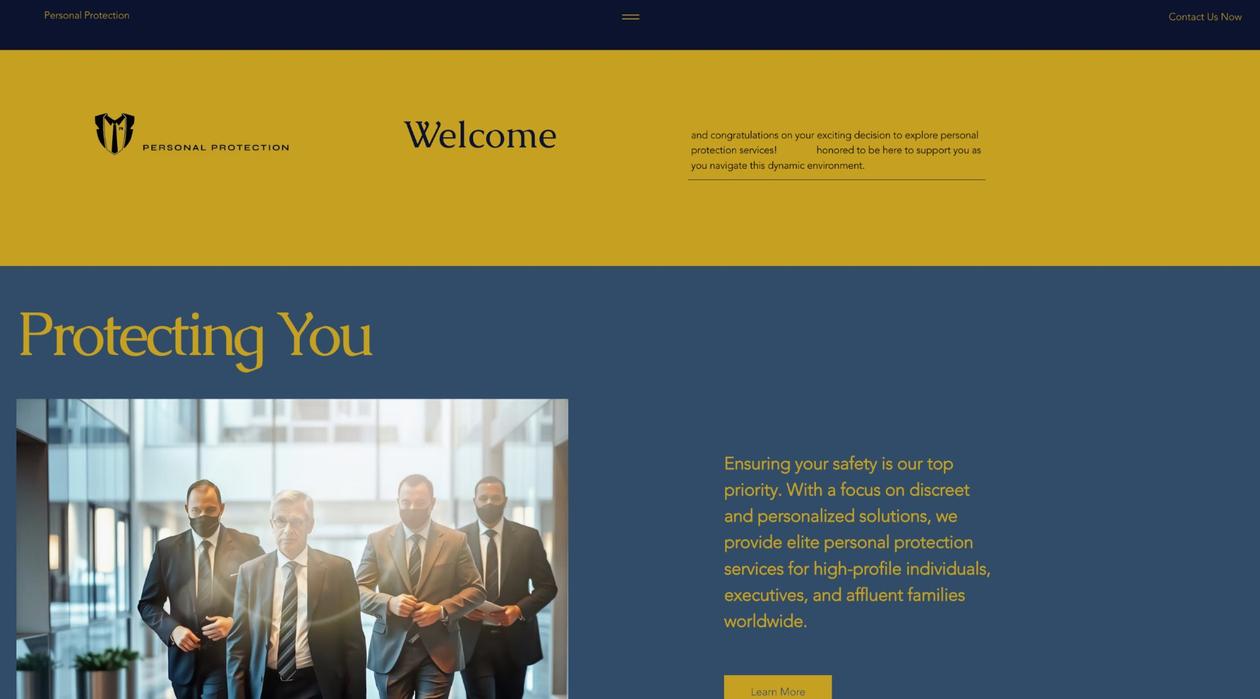 Personal Protection
Contact Us Now
PERSONAL PROTECTION
Welcome
and congratulations on your exciting decision to explore personal
protection services! honored to be here to support you as
you navigate this dynamic environment.
Protecting You
Ensuring your safety is our top
priority. With a focus on discreet
and personalized solutions, we
provide elite personal protection
services for high-profile individuals,
executives, and affluent families
worldwide.
Learn More